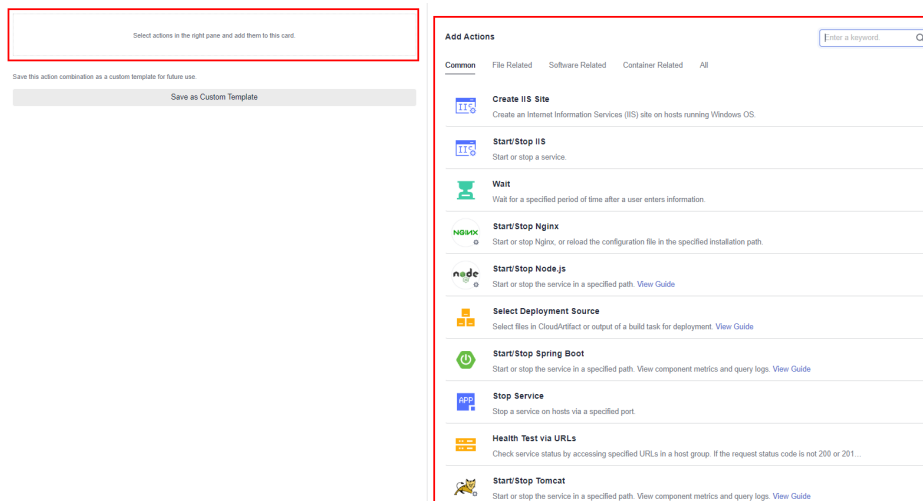 Select actions in the right pane and add them to this card.
Save this action combination as a custom template for future use.
Save as Custom Template
Add Actions
Enter a keyword.
Common File Related Software Related Container Related All
IIS
Create IIS Site
Create an Internet Information Services (IIS) site on hosts running Windows OS.
IIS
Start/Stop IIS
Start or stop a service.
Wait
Wait for a specified period of time after a user enters information.
NGINX
Start/Stop Nginx
Start or stop Nginx, or reload the configuration file in the specified installation path.
node
Start/Stop Node.js
Start or stop the service in a specified path. View Guide
Select Deployment Source
Select files in CloudArtifact or output of a build task for deployment. View Guide
Start/Stop Spring Boot
Start or stop the service in a specified path. View component metrics and query logs. View Guide
APP
Stop Service
Stop a service on hosts via a specified port.
Health Test via URLs
Check service status by accessing specified URLs in a host group. If the request status code is not 200 or 201...
Start/Stop Tomcat
Start or stop the service in a specified path. View component metrics and query logs. View Guide